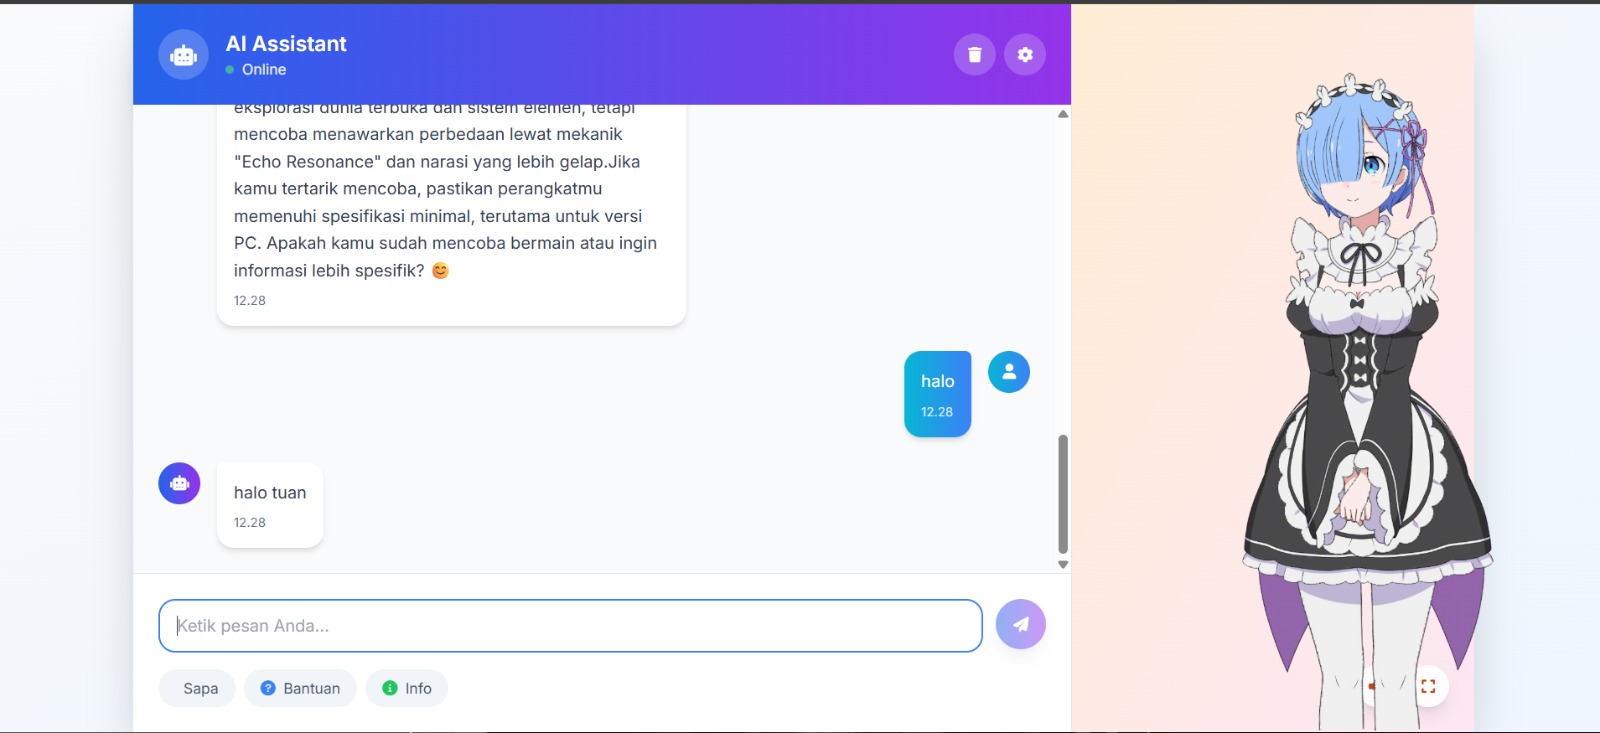 AI Assistant
Online
eksplorasi dunia terbuka dan sistem elemen, tetapi
mencoba menawarkan perbedaan lewat mekanik
"Echo Resonance" dan narasi yang lebih gelap.Jika
kamu tertarik mencoba, pastikan perangkatmu
memenuhi spesifikasi minimal, terutama untuk versi
PC. Apakah kamu sudah mencoba bermain atau ingin
informasi lebih spesifik? 😊
12.28
halo
12.28
halo tuan
12.28
Ketik pesan Anda...
Sapa
Bantuan
Info